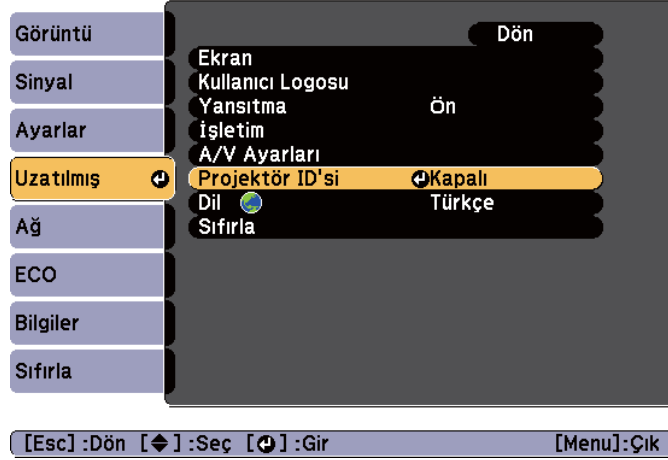 Görüntü
Sinyal
Ayarlar
Uzatılmış
Ağ
ECO
Bilgiler
Sıfırla
Dön
Ekran
Kullanıcı Logosu
Yansıtma Ön
İşletim
A/V Ayarları
Projektör ID'si Kapalı
Dil Türkçe
Sıfırla
[Esc] :Dön [ ] :Seç [ ] :Gir [Menu]:Çık